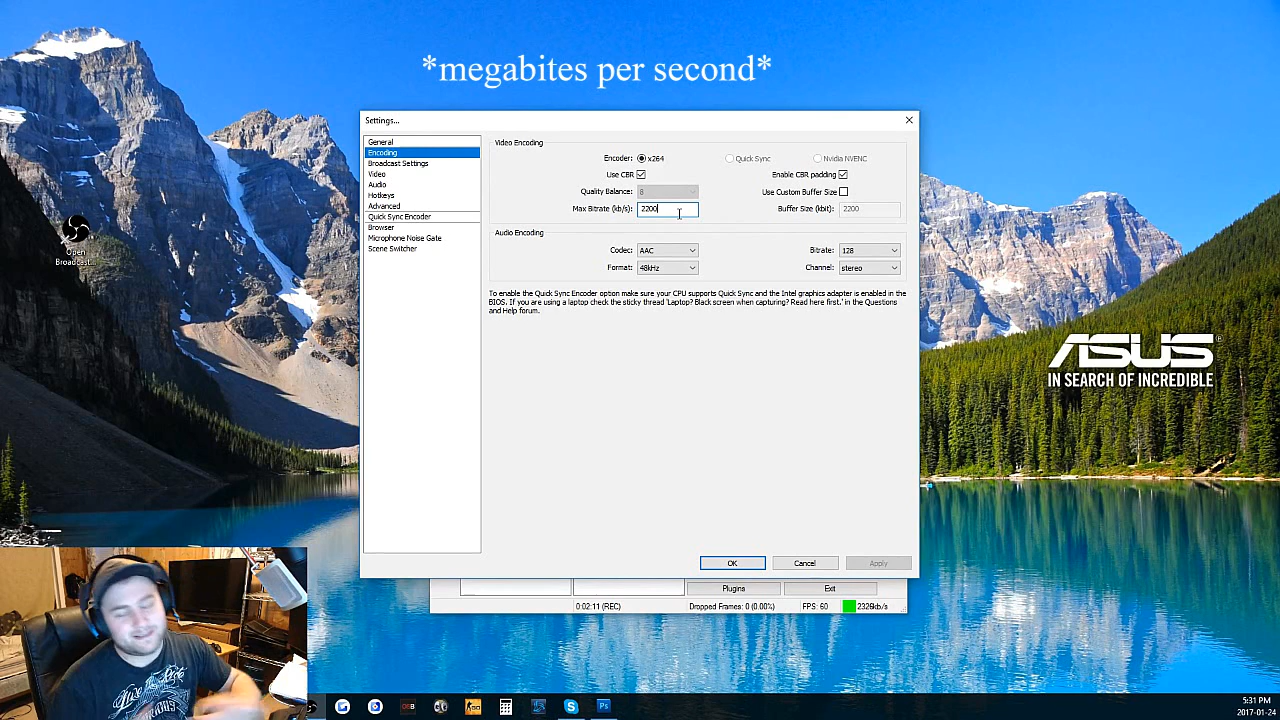 *megabites per second*
Settings...
General
Encoding
Broadcast Settings
Video
Audio
Hotkeys
Advanced
Quick Sync Encoder
Browser
Microphone Noise Gate
Scene Switcher
Video Encoding
Encoder: x264 Quick Sync Nvidia NVENC
Use CBR Enable CBR padding
Quality Balance: 8 Use Custom Buffer Size
Max Bitrate (kb/s): 2200 Buffer Size (kbit): 2200
Audio Encoding
Codec: AAC Bitrate: 128
Format: 48kHz Channel: stereo
To enable the Quick Sync Encoder option make sure your CPU supports Quick Sync and the Intel graphics adapter is enabled in the
BIOS. If you are using a laptop check the sticky thread 'Laptop? Black screen when capturing? Read here first.' in the Questions
and Help forum.
OK Cancel Apply
Plugins Exit
0:02:11 (REC) Dropped Frames: 0 (0.00%) FPS: 60 2326kb/s
Open
Broadcast...
ASUS
IN SEARCH OF INCREDIBLE
Ps
5:31 PM
2017-01-24